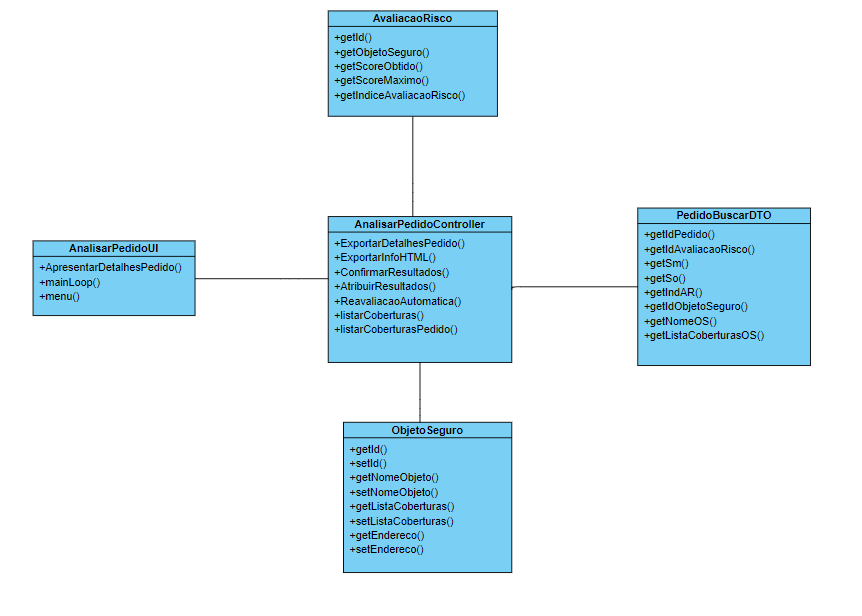 AvaliacaoRisco
+getId()
+getObjetoSeguro()
+getScoreObtido()
+getScoreMaximo()
+getIndiceAvaliacaoRisco()
AnalisarPedidoUI
+ApresentarDetalhesPedido()
+mainLoop()
+menu()
AnalisarPedidoController
+ExportarDetalhesPedido()
+ExportarInfoHTML()
+ConfirmarResultados()
+AtribuirResultados()
+ReavaliacaoAutomatica()
+listarCoberturas()
+listarCoberturasPedido()
PedidoBuscarDTO
+getIdPedido()
+getIdAvaliacaoRisco()
+getSm()
+getSo()
+getIndAR()
+getIdObjetoSeguro()
+getNomeOS()
+getListaCoberturasOS()
ObjetoSeguro
+getId()
+setId()
+getNomeObjeto()
+setNomeObjeto()
+getListaCoberturas()
+setListaCoberturas()
+getEndereco()
+setEndereco()